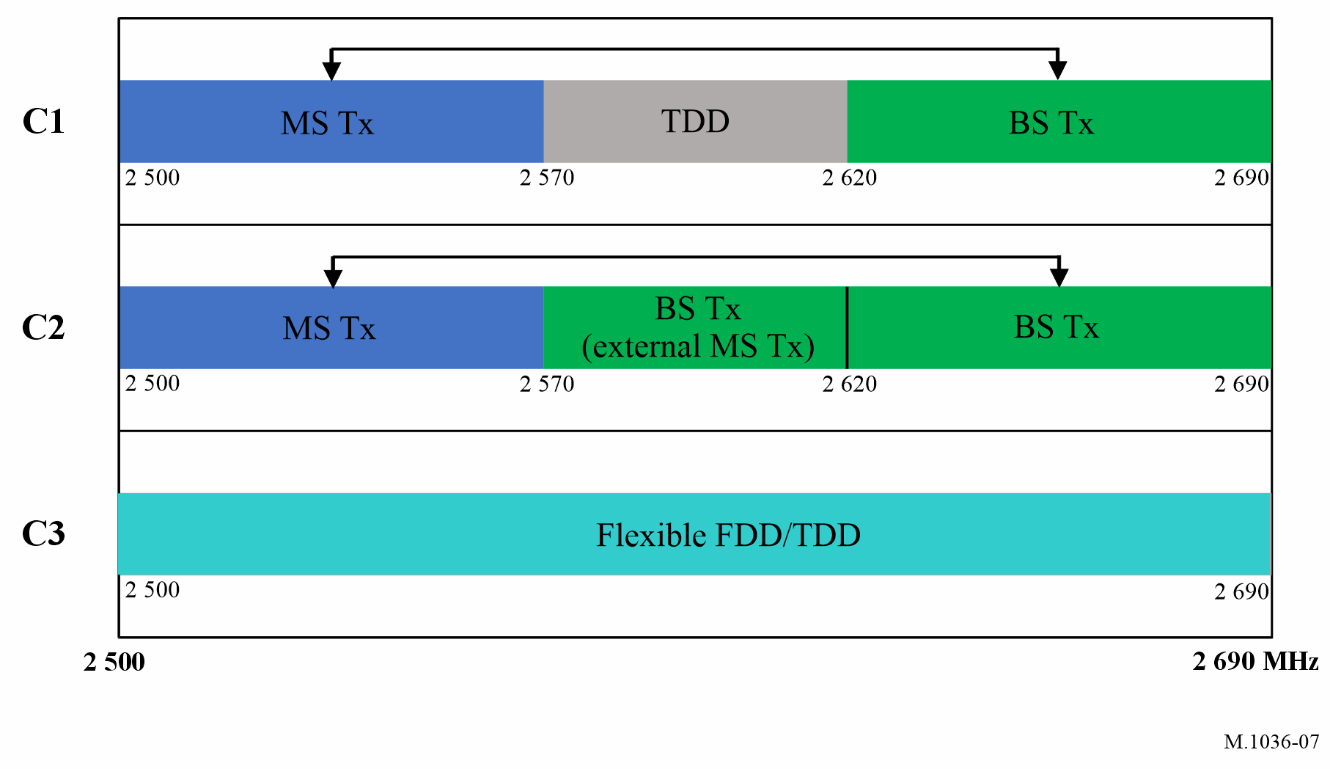 C1
MS Tx
TDD
BS Tx
2 500
2 570
2 620
2 690
C2
MS Tx
BS Tx
(external MS Tx)
BS Tx
2 500
2 570
2 620
2 690
C3
Flexible FDD/TDD
2 500
2 690
2 500
2 690 MHz
M.1036-07